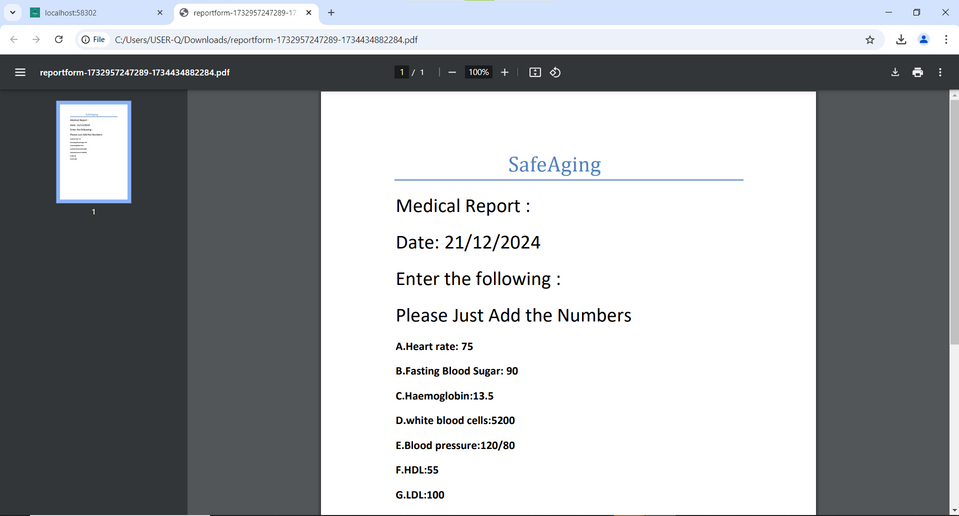 localhost:58302
reportform-1732957247289-17
File
C:/Users/USER-Q/Downloads/reportform-1732957247289-1734434882284.pdf
reportform-1732957247289-1734434882284.pdf
1 / 1
100%
1
SafeAging
Medical Report :
Date: 21/12/2024
Enter the following :
Please Just Add the Numbers
A.Heart rate: 75
B.Fasting Blood Sugar: 90
C.Haemoglobin:13.5
D.white blood cells:5200
E.Blood pressure:120/80
F.HDL:55
G.LDL:100